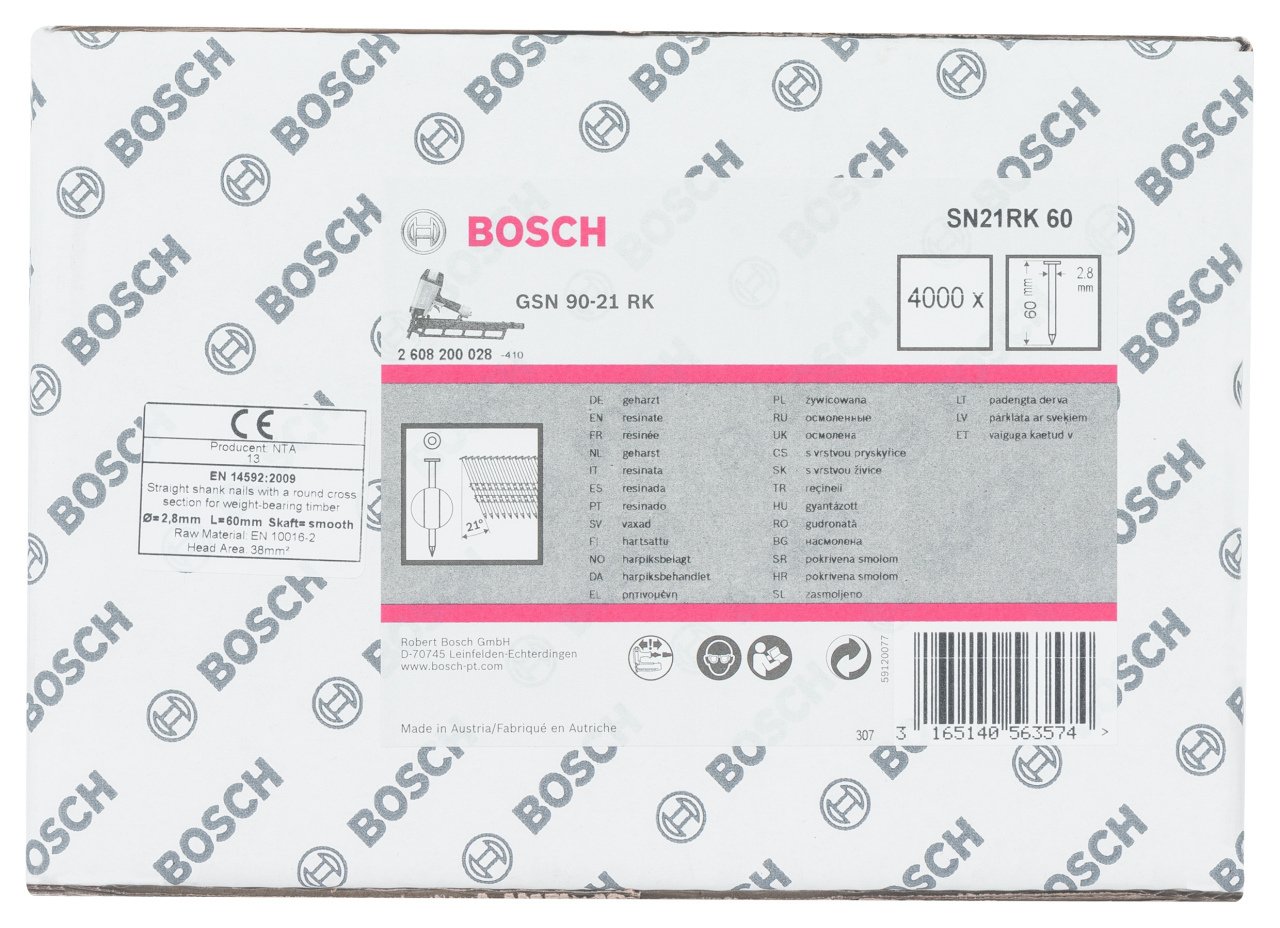 BOSCH
SN21RK 60
GSN 90-21 RK
4000 x
60 mm
2.8
mm
2 608 200 028 -410
CE
Producent: NTA
13
EN 14592:2009
Straight shank nails with a round cross
section for weight-bearing timber
Ø=2,8mm L=60mm Skaft=smooth
Raw Material: EN 10016-2
Head Area: 38mm²
21°
DE geharzt
EN resinate
FR résinée
NL geharst
IT resinata
ES resinada
PT resinado
SV vaxad
FI hartsattu
NO harpiksbelagt
DA harpiksbehandlet
EL ρητινωμένη
PL żywicowana
RU осмоленные
UK осмолена
CS s vrstvou pryskyřice
SK s vrstvou živice
TR reçineli
HU gyantázott
RO gudronată
BG насмолена
SR pokrivena smolom
HR pokrivena smolom
SL zasmoljeno
LT padengta derva
LV pārklāta ar sveķiem
ET vaiguga kaetud v
Robert Bosch GmbH
D-70745 Leinfelden-Echterdingen
www.bosch-pt.com
Made in Austria/Fabriqué en Autriche
59120077
307
3 165140 563574 >